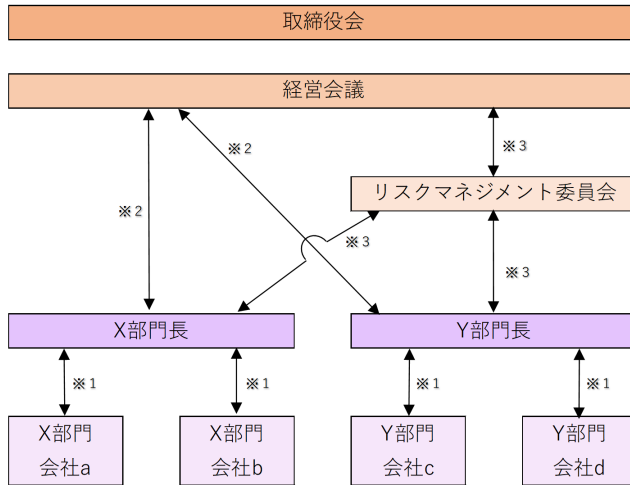 取締役会
経営会議
※2
※3
リスクマネジメント委員会
※2
※3
※3
X部門長
Y部門長
※1
※1
※1
※1
X部門
会社a
X部門
会社b
Y部門
会社c
Y部門
会社d